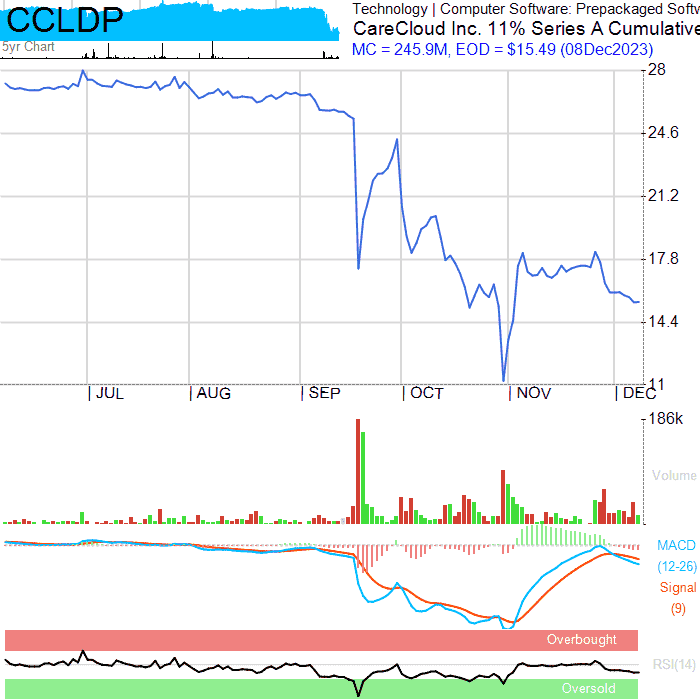 CCLDP
5yr Chart
Technology | Computer Software: Prepackaged Softw
CareCloud Inc. 11% Series A Cumulative
MC = 245.9M, EOD = $15.49 (08Dec2023)
28
24.6
21.2
17.8
14.4
11
JUL
AUG
SEP
OCT
NOV
DEC
186k
Volume
MACD
(12-26)
Signal
(9)
Overbought
RSI(14)
Oversold